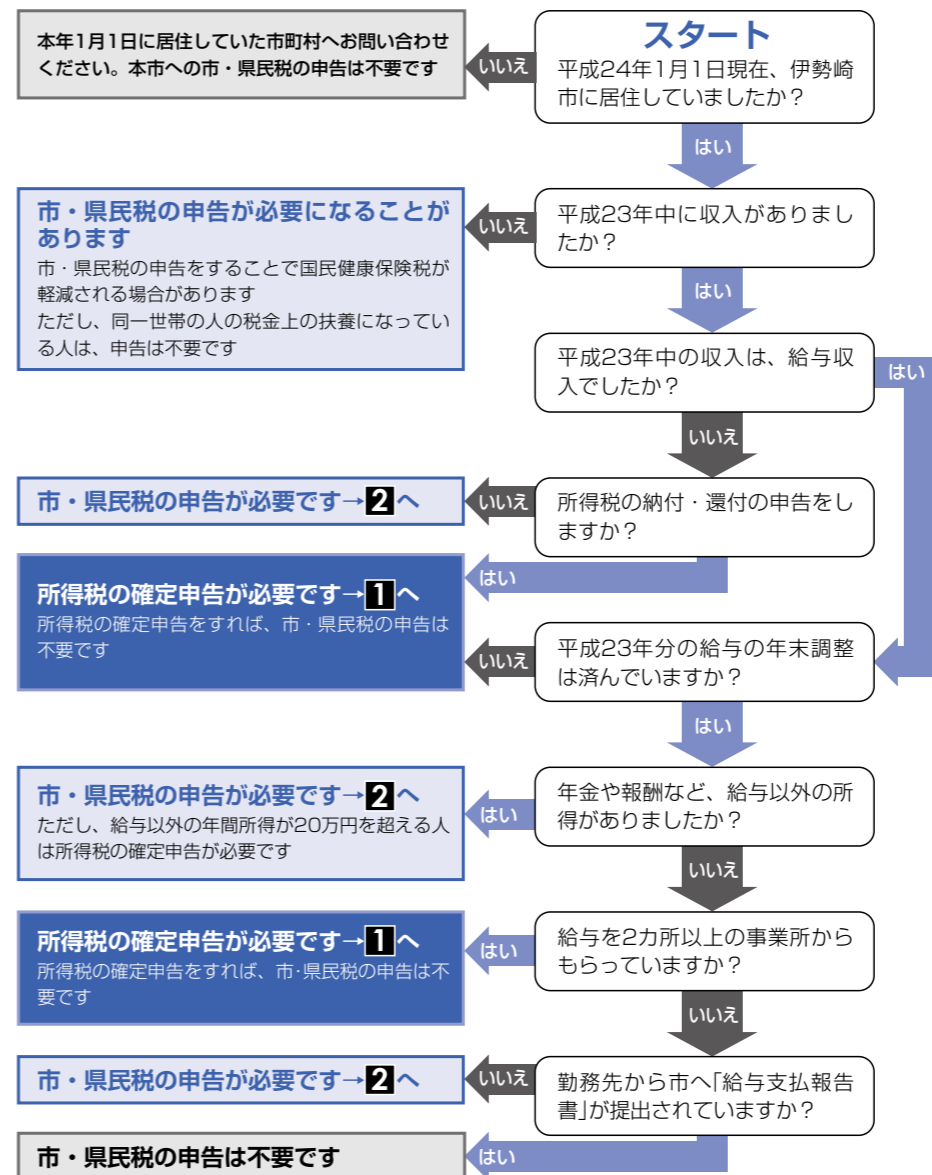 スタート
平成24年1月1日現在、伊勢崎
市に居住していましたか？
いいえ
本年1月1日に居住していた市町村へお問い合わせ
ください。本市への市・県民税の申告は不要です
はい
平成23年中に収入がありまし
たか？
いいえ
市・県民税の申告が必要になることが
あります
市・県民税の申告をすることで国民健康保険税が
軽減される場合があります
ただし、同一世帯の人の税金上の扶養になってい
る人は、申告は不要です
はい
平成23年中の収入は、給与収
入でしたか？
はい
いいえ
所得税の納付・還付の申告をし
ますか？
いいえ
市・県民税の申告が必要です→2へ
はい
所得税の確定申告が必要です→1へ
所得税の確定申告をすれば、市・県民税の申告は
不要です
いいえ
平成23年分の給与の年末調整
は済んでいますか？
はい
年金や報酬など、給与以外の所
得がありましたか？
はい
市・県民税の申告が必要です→2へ
ただし、給与以外の年間所得が20万円を超える人
は所得税の確定申告が必要です
いいえ
給与を2カ所以上の事業所から
もらっていますか？
はい
所得税の確定申告が必要です→1へ
所得税の確定申告をすれば、市・県民税の申告は不
要です
いいえ
勤務先から市へ「給与支払報告
書」が提出されていますか？
いいえ
市・県民税の申告が必要です→2へ
はい
市・県民税の申告は不要です